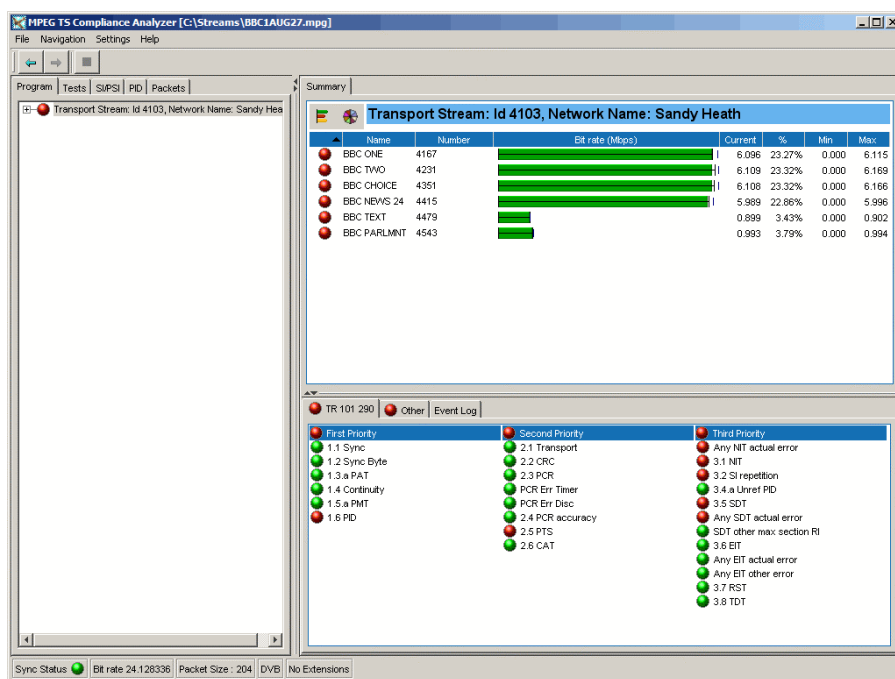 MPEG TS Compliance Analyzer [C:\Streams\BBC1AUG27.mpg]
File Navigation Settings Help
Program Tests SI/PSI PID Packets
Transport Stream: Id 4103, Network Name: Sandy Hea
Summary
Transport Stream: Id 4103, Network Name: Sandy Heath
Name Number Bit rate (Mbps) Current % Min Max
BBC ONE 4167 6.096 23.27% 0.000 6.115
BBC TWO 4231 6.109 23.32% 0.000 6.169
BBC CHOICE 4351 6.108 23.32% 0.000 6.166
BBC NEWS 24 4415 5.989 22.86% 0.000 5.996
BBC TEXT 4479 0.899 3.43% 0.000 0.902
BBC PARLMNT 4543 0.993 3.79% 0.000 0.994
TR 101 290 Other Event Log
First Priority Second Priority Third Priority
1.1 Sync 2.1 Transport Any NIT actual error
1.2 Sync Byte 2.2 CRC 3.1 NIT
1.3.a PAT 2.3 PCR 3.2 SI repetition
1.4 Continuity PCR Err Timer 3.4.a Unref PID
1.5.a PMT PCR Err Disc 3.5 SDT
1.6 PID 2.4 PCR accuracy Any SDT actual error
2.5 PTS SDT other max section RI
2.6 CAT 3.6 EIT
Any EIT actual error
Any EIT other error
3.7 RST
3.8 TDT
Sync Status Bit rate 24.128336 Packet Size : 204 DVB No Extensions